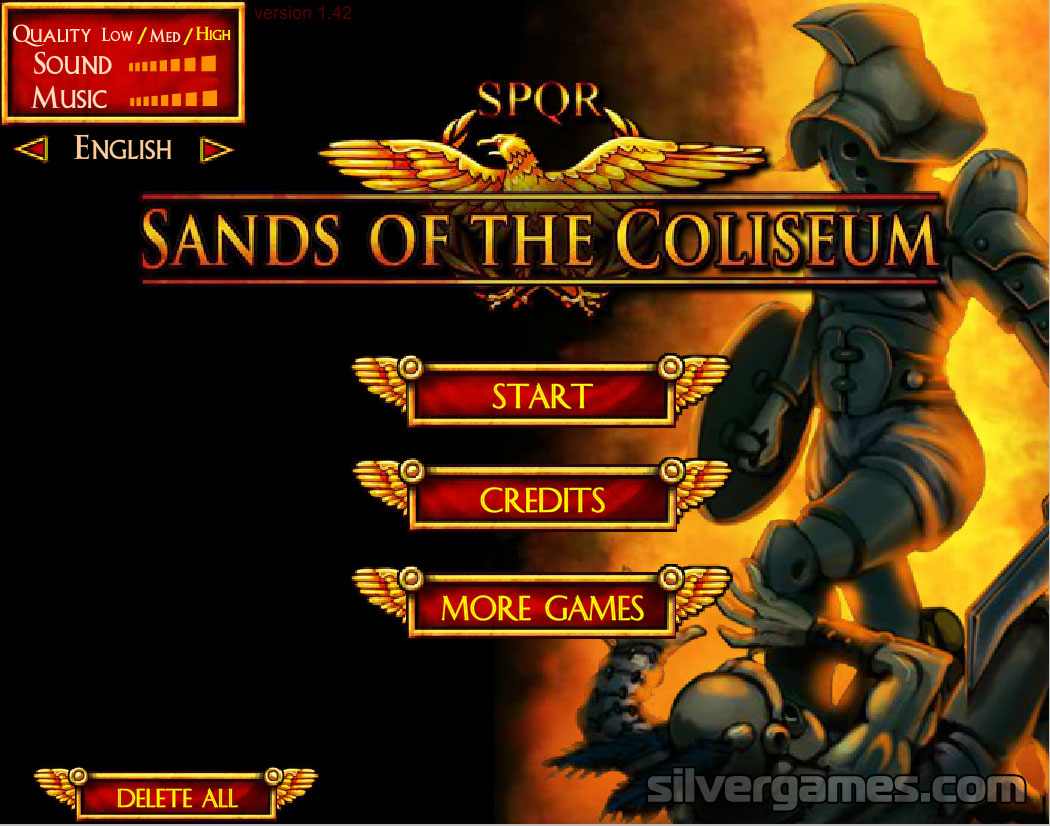 version 1.42
Quality Low / Med / High
Sound
Music
English
SPQR
Sands of the Coliseum
START
CREDITS
MORE GAMES
DELETE ALL
silvergames.com